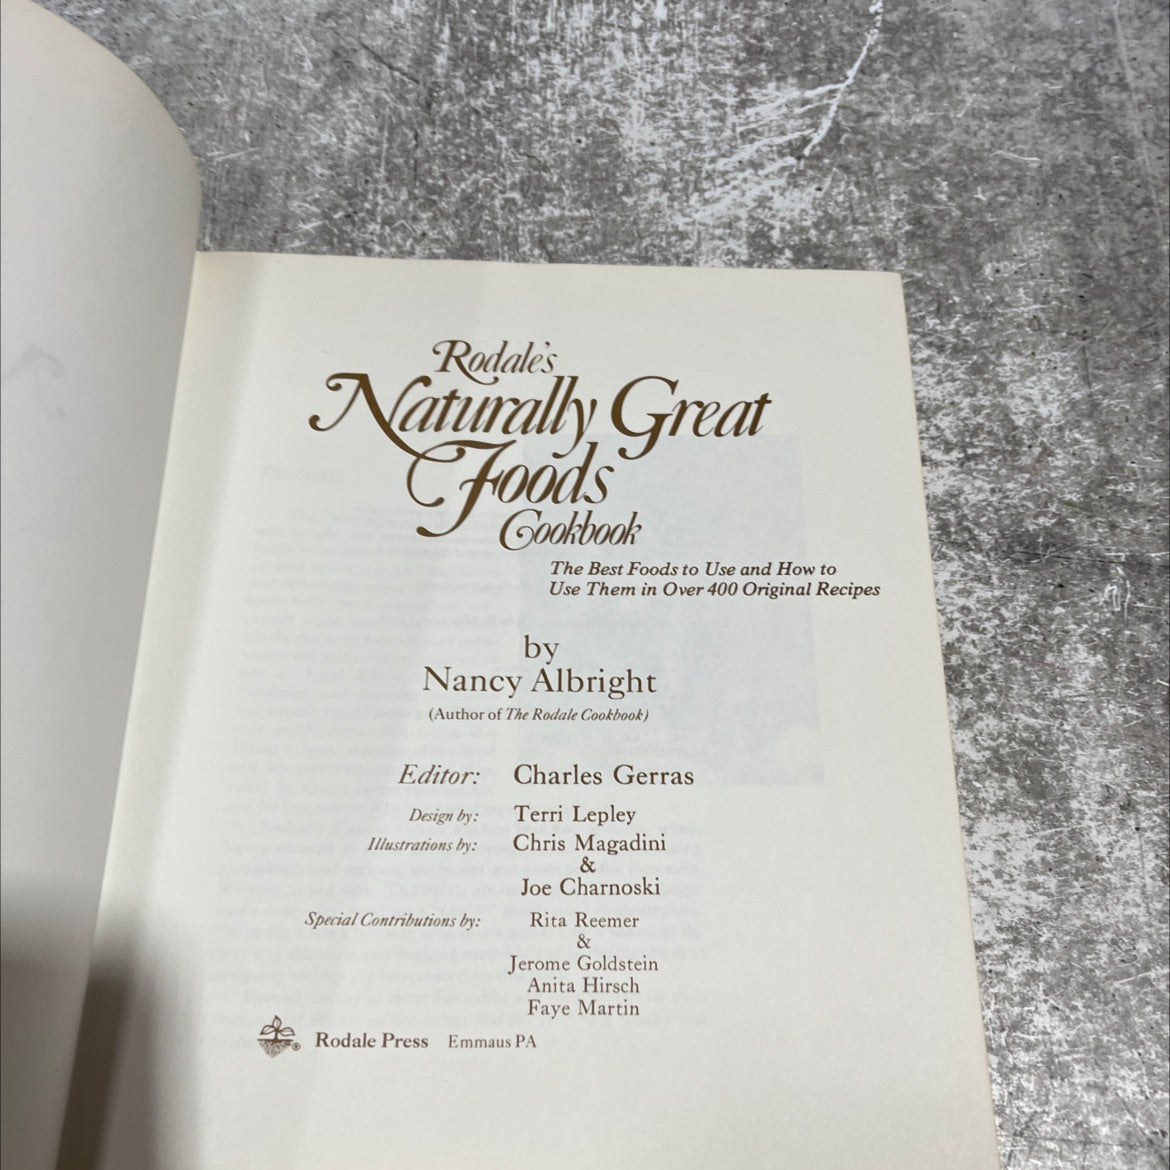 Rodale's
Naturally Great
Foods
Cookbook
The Best Foods to Use and How to
Use Them in Over 400 Original Recipes
by
Nancy Albright
(Author of The Rodale Cookbook)
Editor: Charles Gerras
Design by: Terri Lepley
Illustrations by: Chris Magadini
&
Joe Charnoski
Special Contributions by: Rita Reemer
&
Jerome Goldstein
Anita Hirsch
Faye Martin
® Rodale Press Emmaus PA